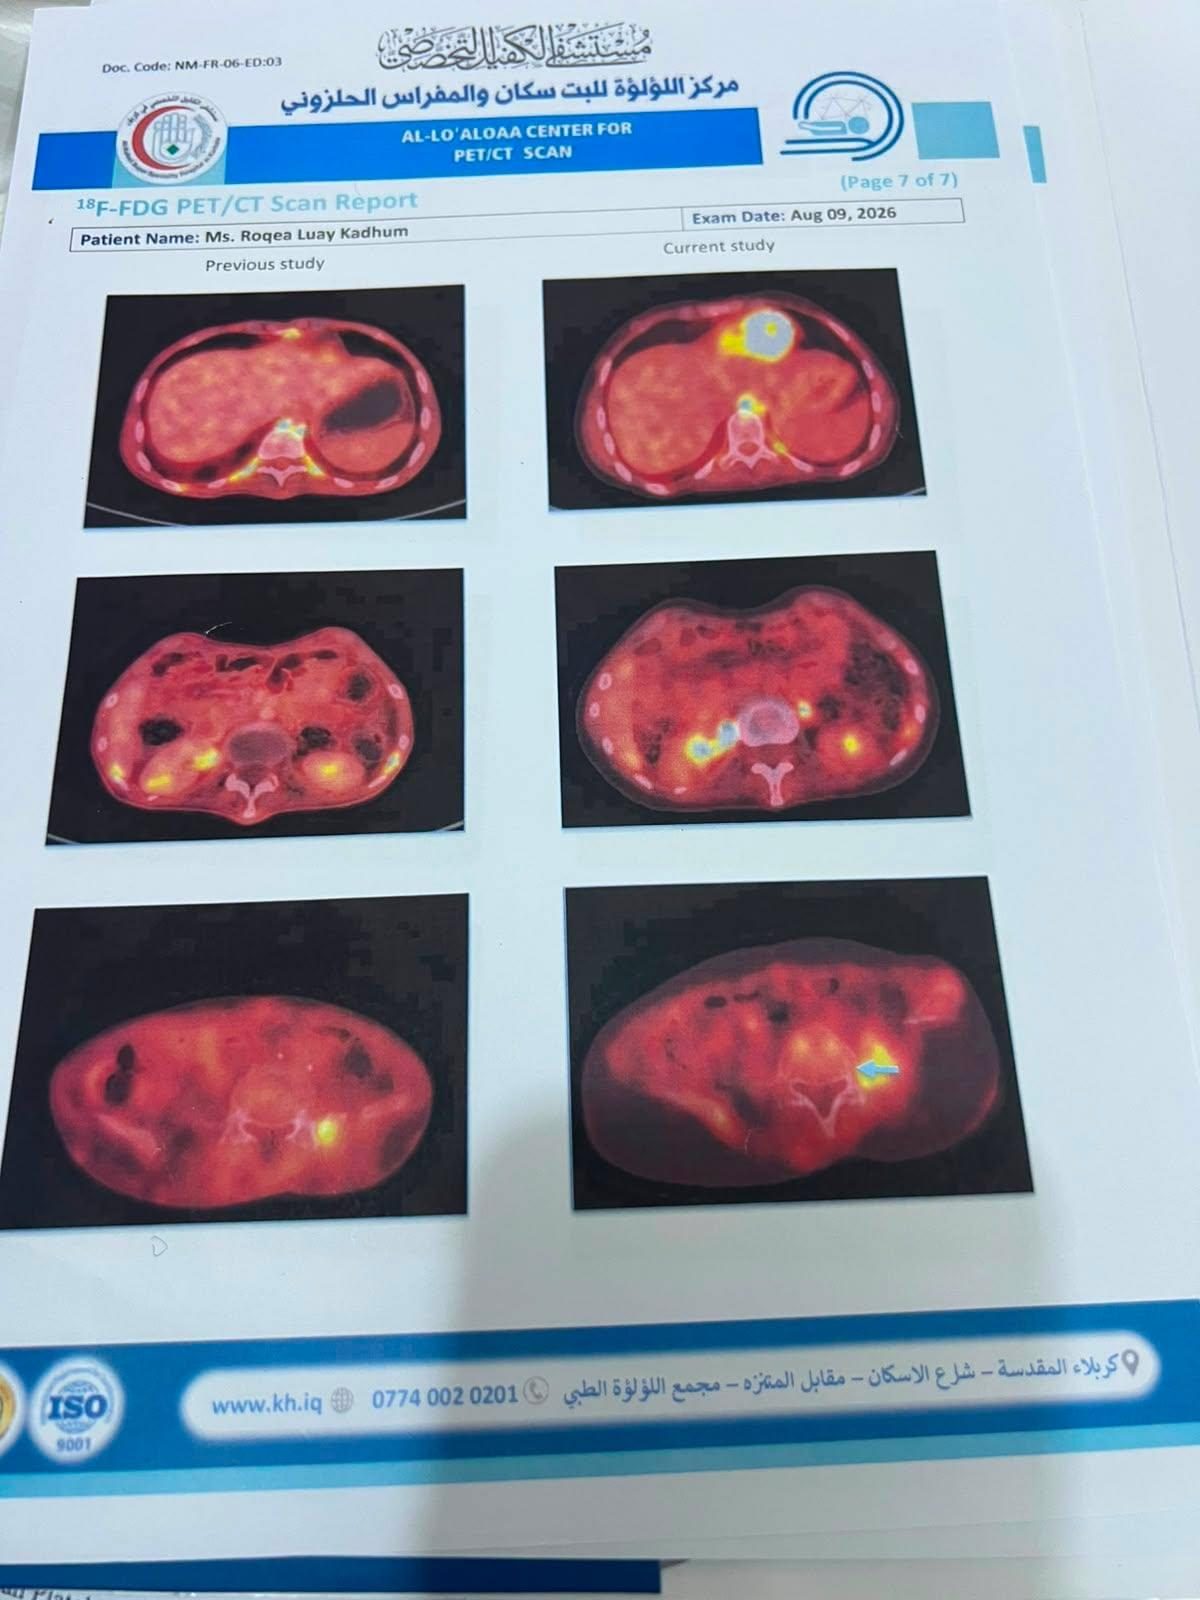 Doc. Code: NM-FR-06-ED:03
مستشفى الكفيل التخصصي
مركز اللؤلؤة للبت سكان والمفراس الحلزوني
AL-LO'ALOAA CENTER FOR
PET/CT SCAN
(Page 7 of 7)
18F-FDG PET/CT Scan Report
Patient Name: Ms. Roqea Luay Kadhum
Exam Date: Aug 09, 2026
Previous study
Current study
كربلاء المقدسة – شارع الاسكان – مقابل المتنزه – مجمع اللؤلؤة الطبي
0774 002 0201
www.kh.iq
ISO
9001